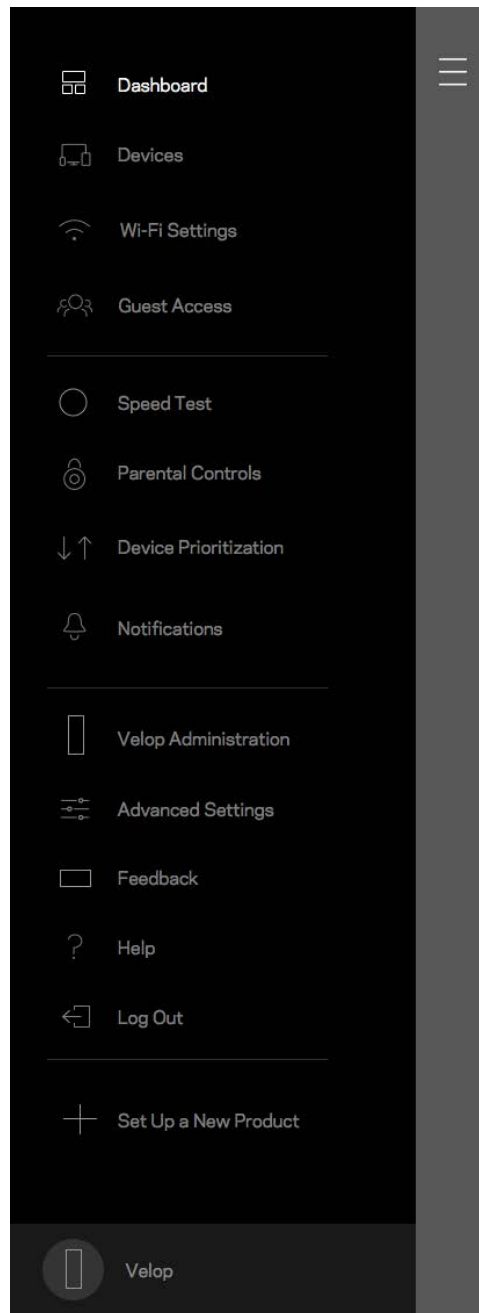 Dashboard
Devices
Wi-Fi Settings
Guest Access
Speed Test
Parental Controls
Device Prioritization
Notifications
Velop Administration
Advanced Settings
Feedback
Help
Log Out
Set Up a New Product
Velop